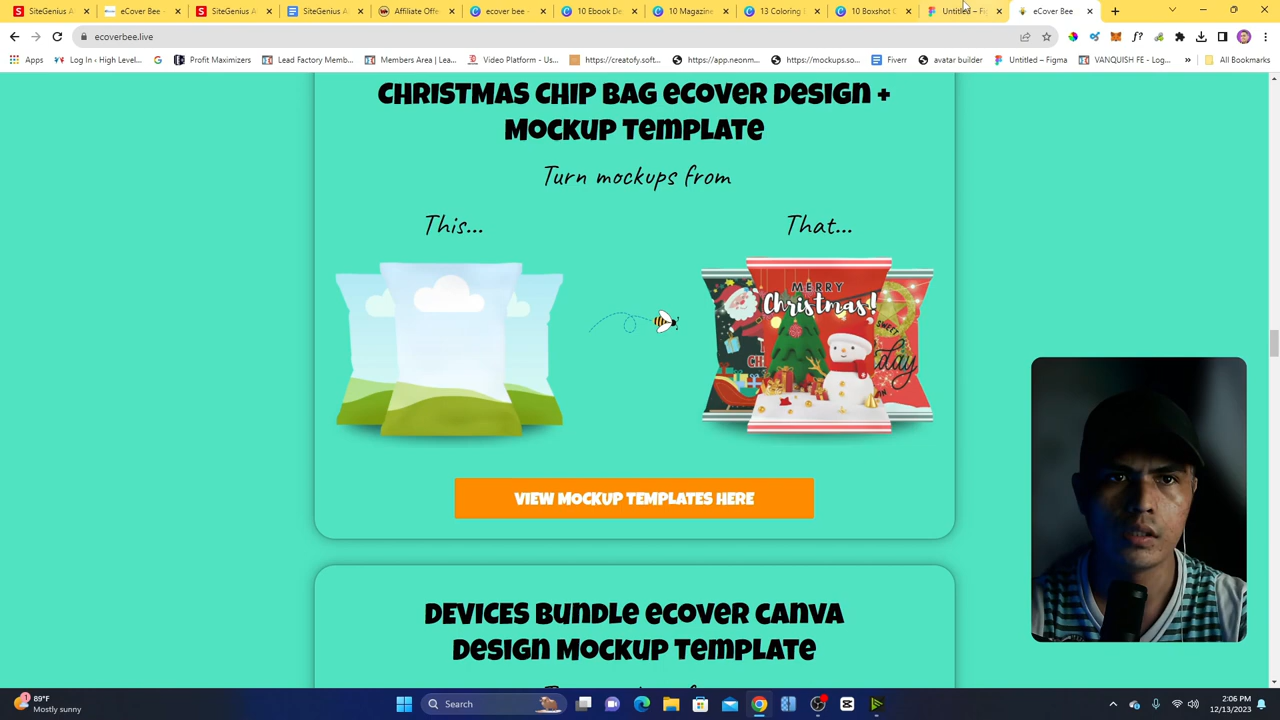 SiteGenius A
eCover Bee -
SiteGenius A
SiteGenius A
Affiliate Offe
ecover bee -
10 Ebook De
10 Magazine
13 Coloring
10 Boxshot
Untitled – Fig
eCover Bee
ecoverbee.live
Apps
Log In ‹ High Level...
Profit Maximizers
Lead Factory Memb...
Members Area | Lea...
Video Platform - Us...
https://creatofy.soft...
https://app.neonm...
https://mockups.so...
Fiverr
avatar builder
Untitled – Figma
VANQUISH FE - Log...
»
All Bookmarks
CHRISTMAS CHIP BAG eCOVER DESIGN +
MOCKUP TEMPLATE
Turn mockups from
This...
That...
MERRY
Christmas!
SWEET
VIEW MOCKUP TEMPLATES HERE
DEVICES BUNDLE eCOVER CANVA
DESIGN MOCKUP TEMPLATE
89°F
Mostly sunny
Search
2:06 PM
12/13/2023